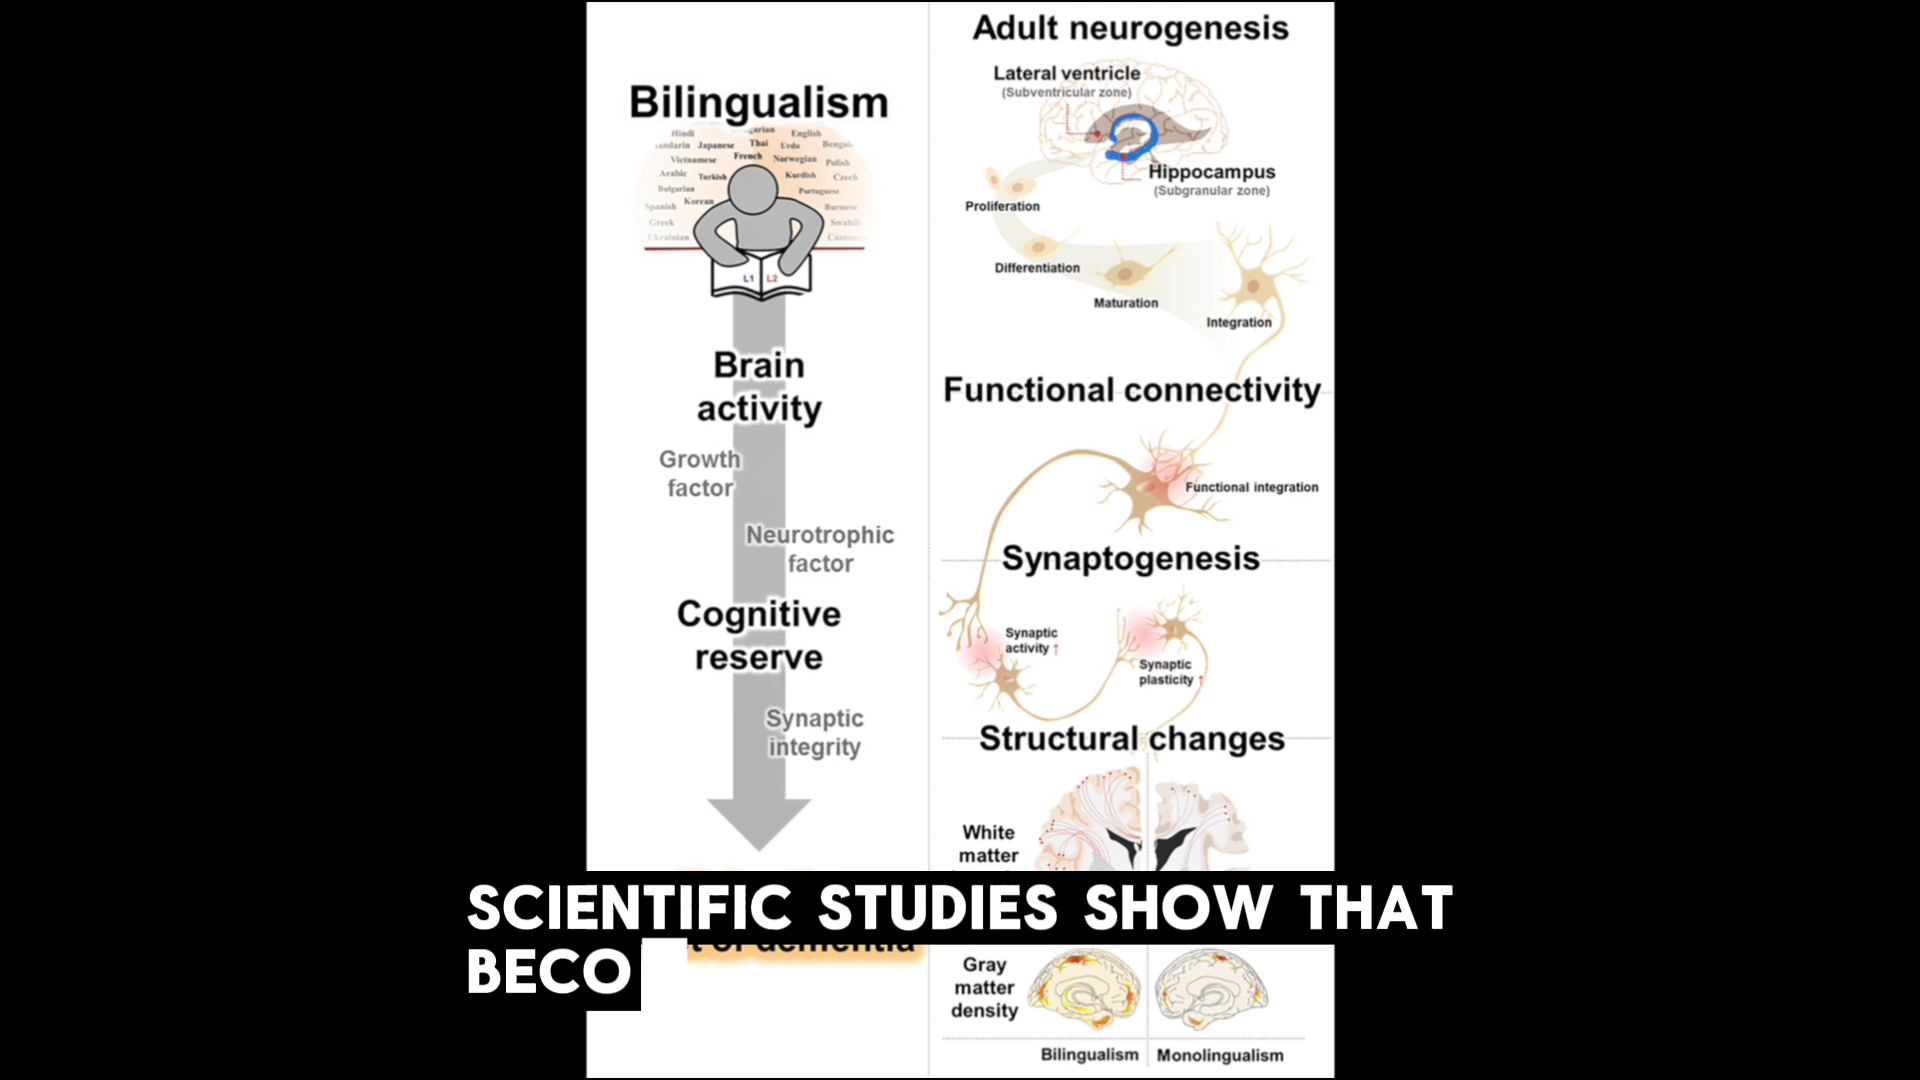 Bilingualism
Hindi
English
Japanese
Thai
Urdu
Vietnamese
French
Norwegian
Polish
Arabic
Turkish
Kurdish
Czech
Bulgarian
Portuguese
Spanish
Korean
Burmese
Greek
Swahili
Ukrainian
L1 L2
Brain
activity
Growth
factor
Neurotrophic
factor
Cognitive
reserve
Synaptic
integrity
Adult neurogenesis
Lateral ventricle
(Subventricular zone)
Hippocampus
(Subgranular zone)
Proliferation
Differentiation
Maturation
Integration
Functional connectivity
Functional integration
Synaptogenesis
Synaptic
activity ↑
Synaptic
plasticity ↑
Structural changes
White
matter
Gray
matter
density
Bilingualism Monolingualism
SCIENTIFIC STUDIES SHOW THAT
BECO